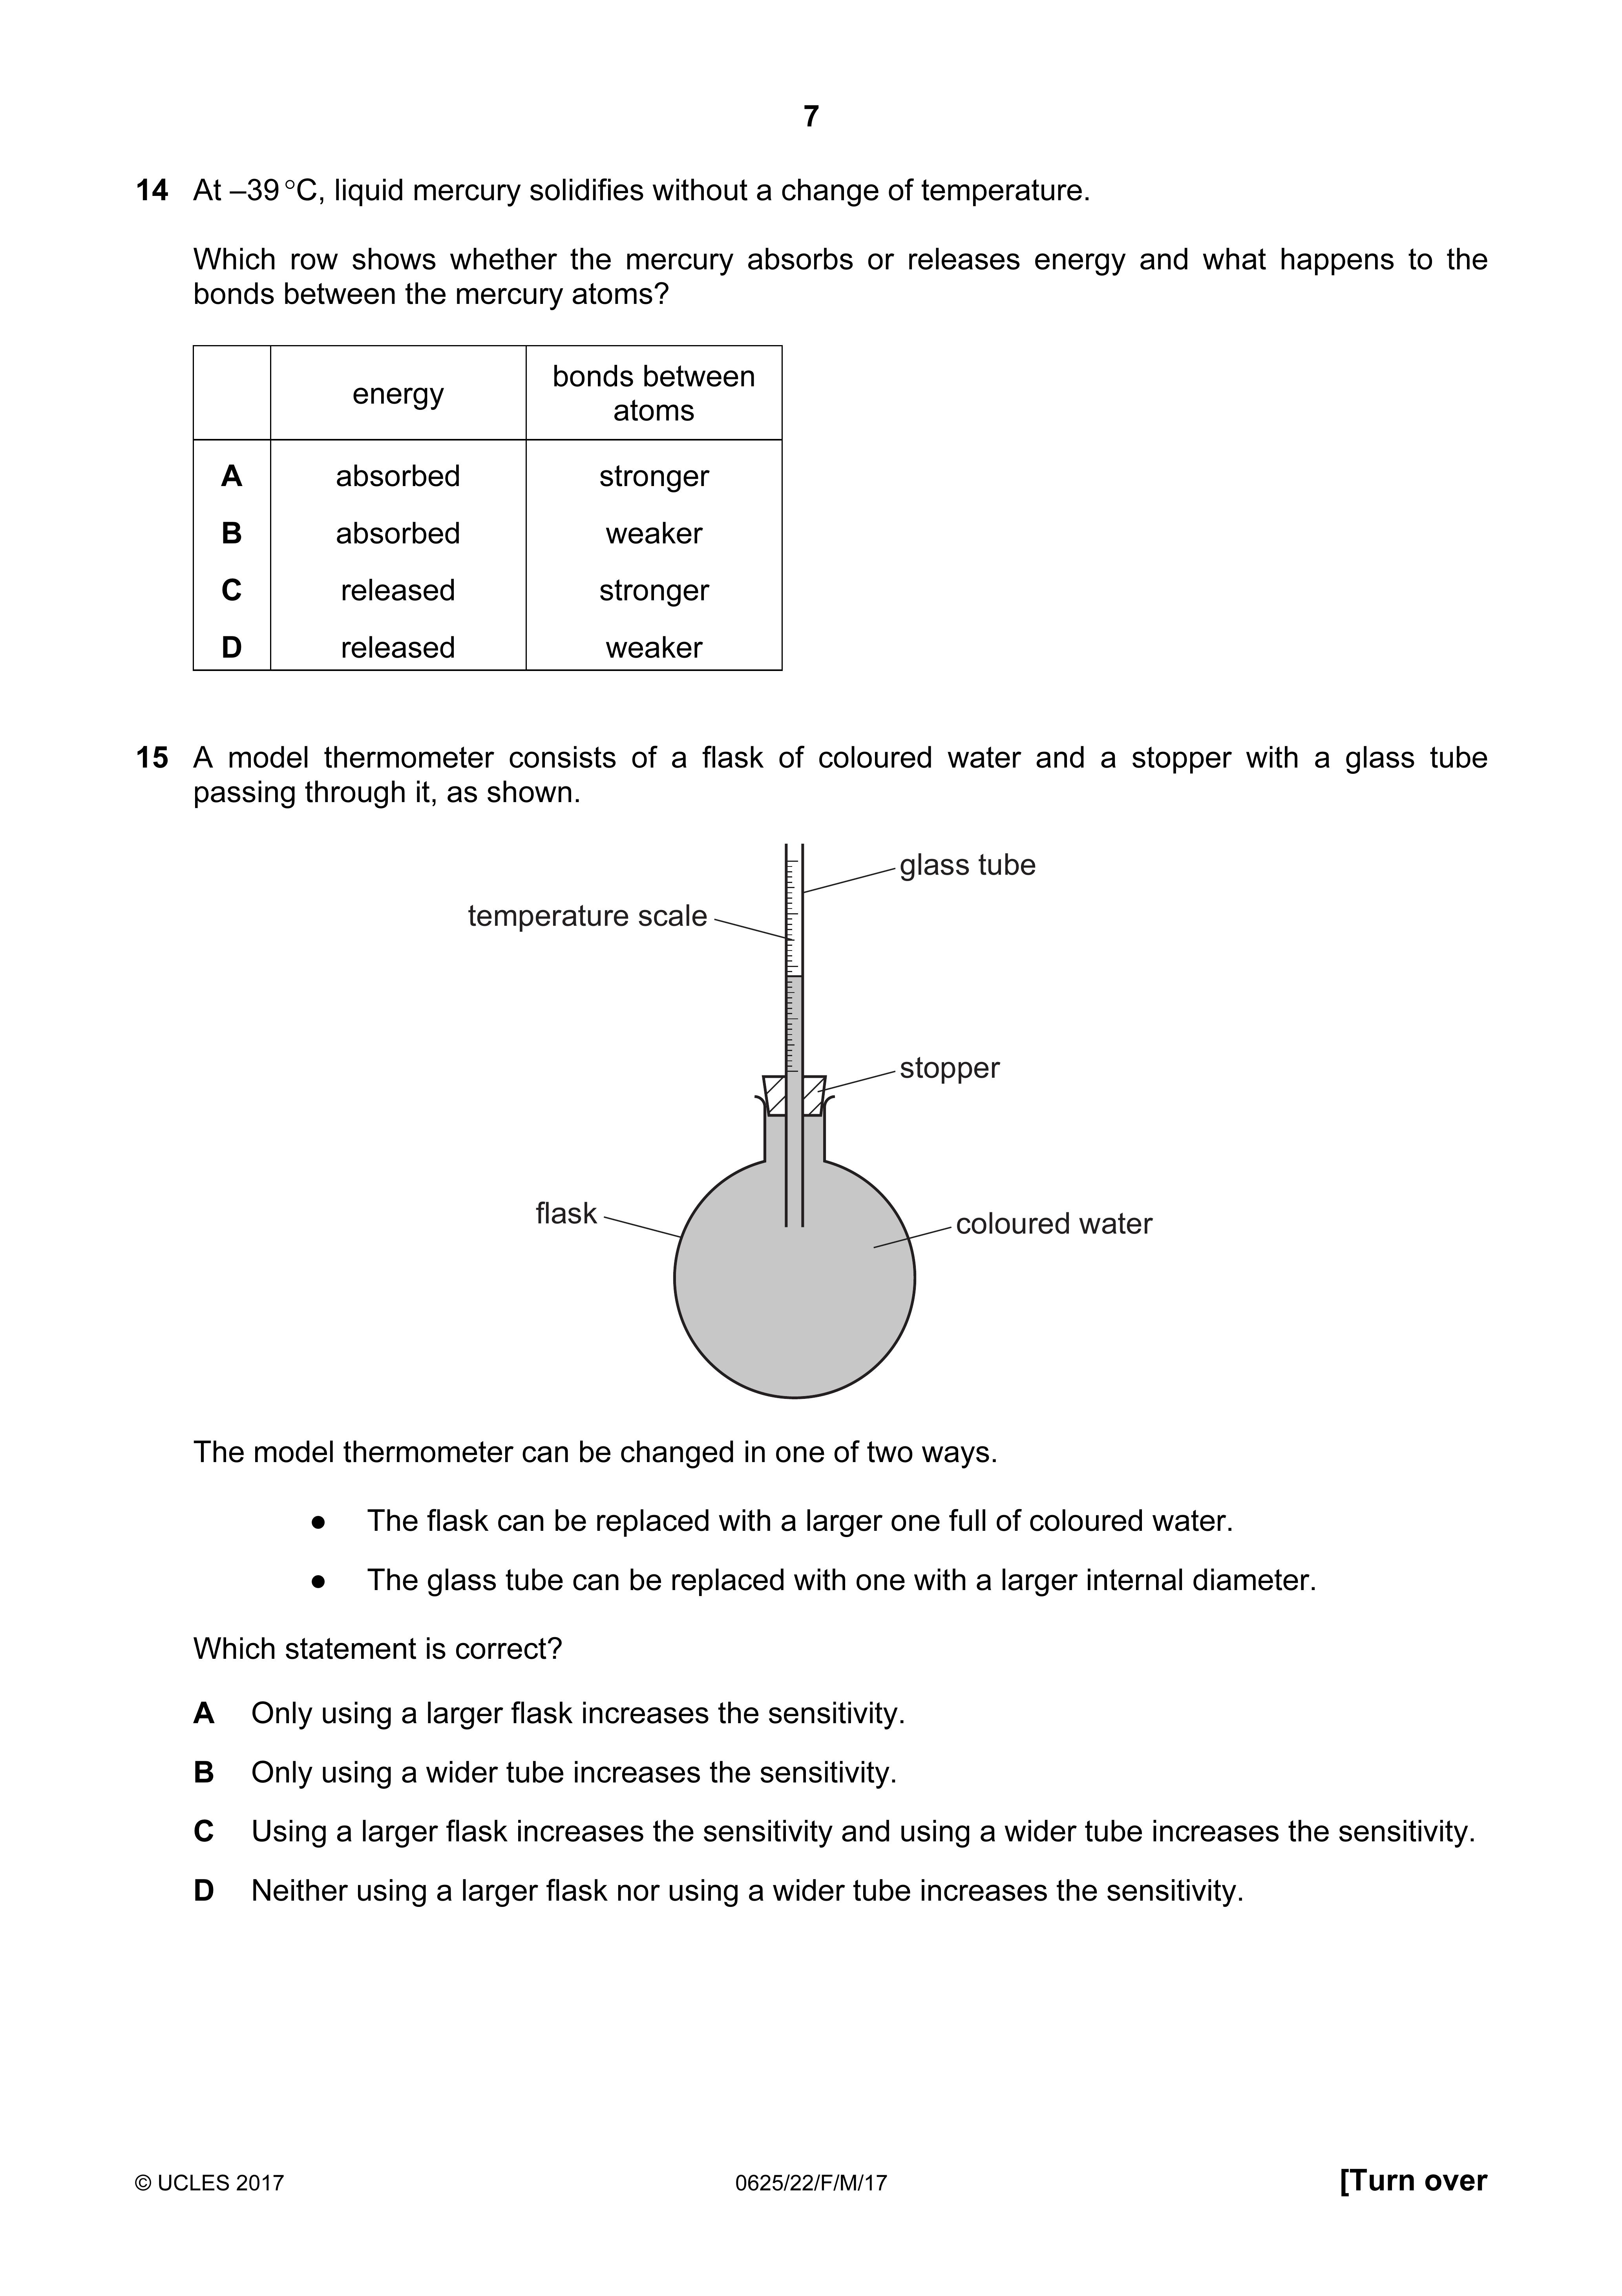 7
14 At –39 °C, liquid mercury solidifies without a change of temperature.
Which row shows whether the mercury absorbs or releases energy and what happens to the
bonds between the mercury atoms?
energy
bonds between
atoms
A absorbed stronger
B absorbed weaker
C released stronger
D released weaker
15 A model thermometer consists of a flask of coloured water and a stopper with a glass tube
passing through it, as shown.
glass tube
temperature scale
stopper
flask
coloured water
The model thermometer can be changed in one of two ways.
● The flask can be replaced with a larger one full of coloured water.
● The glass tube can be replaced with one with a larger internal diameter.
Which statement is correct?
A Only using a larger flask increases the sensitivity.
B Only using a wider tube increases the sensitivity.
C Using a larger flask increases the sensitivity and using a wider tube increases the sensitivity.
D Neither using a larger flask nor using a wider tube increases the sensitivity.
© UCLES 2017 0625/22/F/M/17 [Turn over